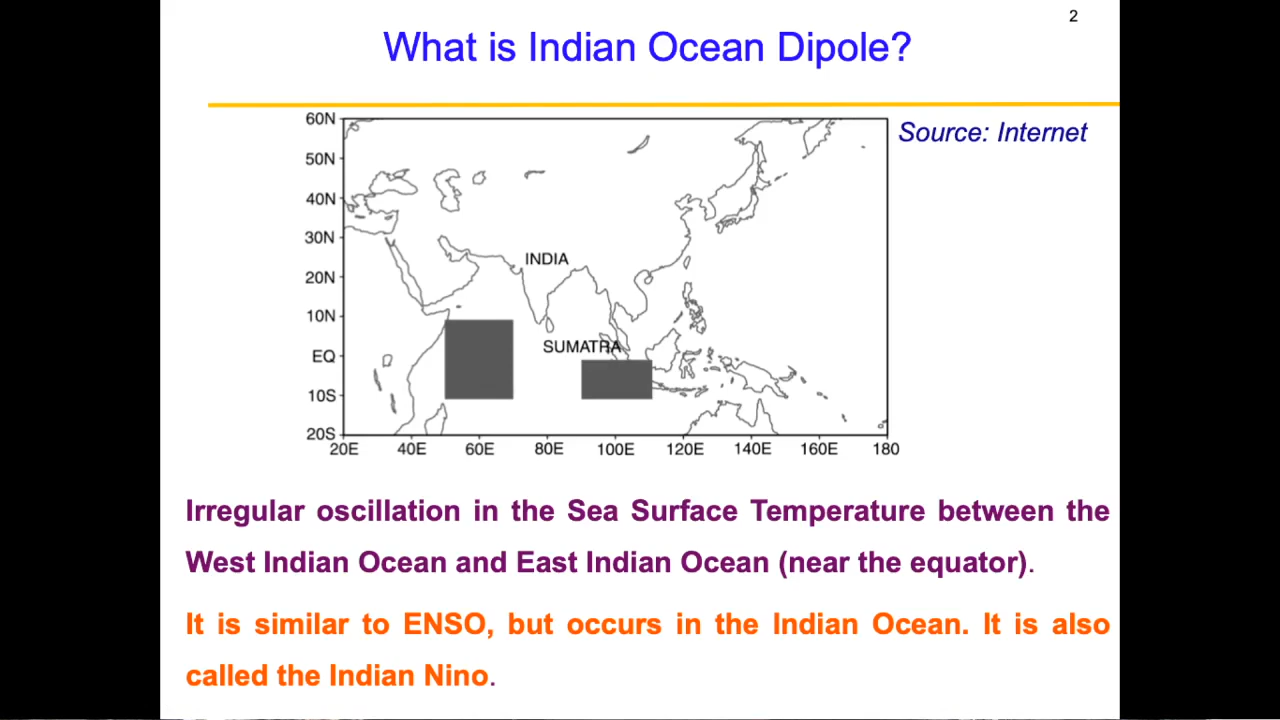 2
What is Indian Ocean Dipole?
Source: Internet
60N
50N
40N
30N
20N
10N
EQ
10S
20S
INDIA
SUMATRA
20E 40E 60E 80E 100E 120E 140E 160E 180
Irregular oscillation in the Sea Surface Temperature between the
West Indian Ocean and East Indian Ocean (near the equator).
It is similar to ENSO, but occurs in the Indian Ocean. It is also
called the Indian Nino.